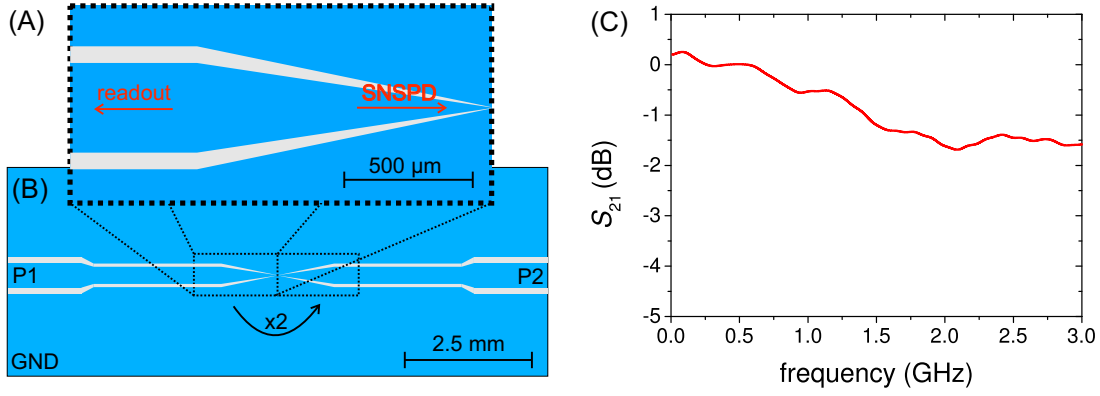 (A)
readout
SNSPD
500 µm
(B)
P1
P2
x2
2.5 mm
GND
(C)
1
0
-1
-2
-3
-4
-5
S21 (dB)
0.0 0.5 1.0 1.5 2.0 2.5 3.0
frequency (GHz)